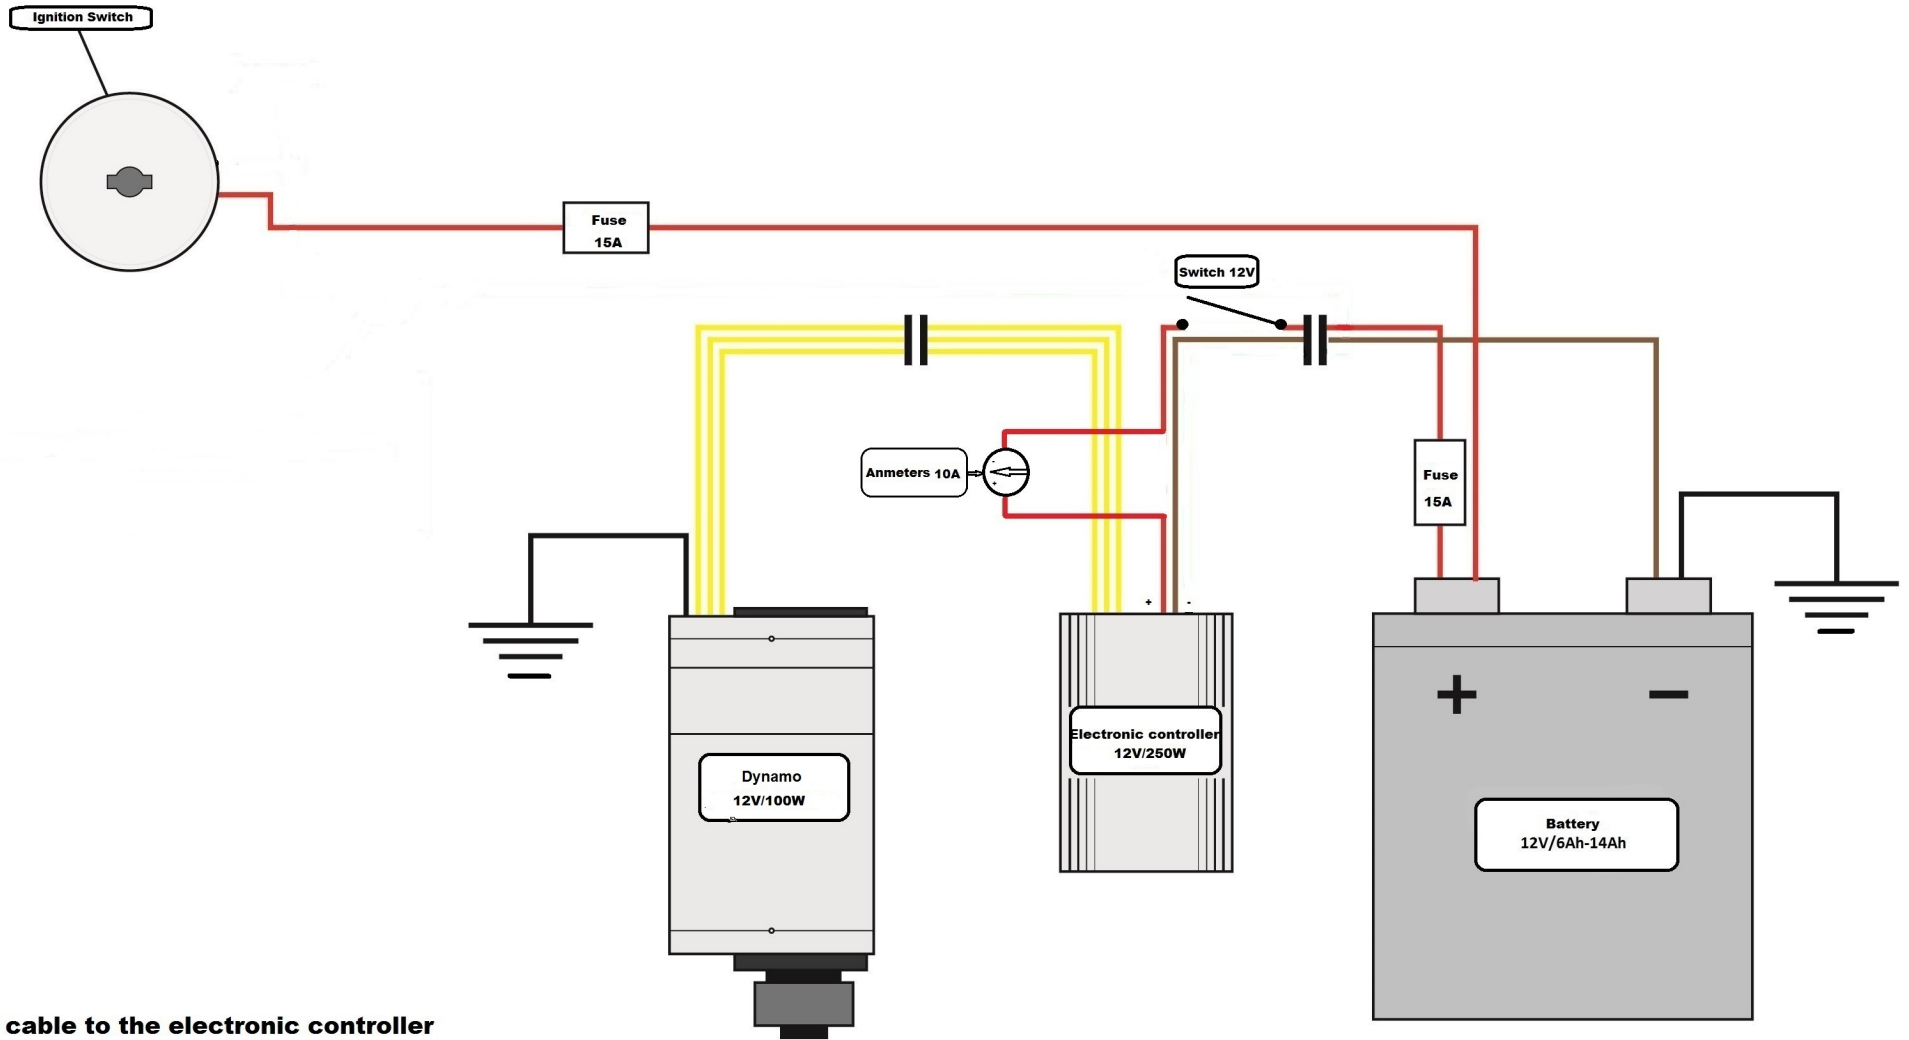 Ignition Switch
Fuse
15A
Switch 12V
Anmeters 10A
-
+
Fuse
15A
+ -
+ −
Dynamo
12V/100W
Electronic controller
12V/250W
Battery
12V/6Ah-14Ah
cable to the electronic controller